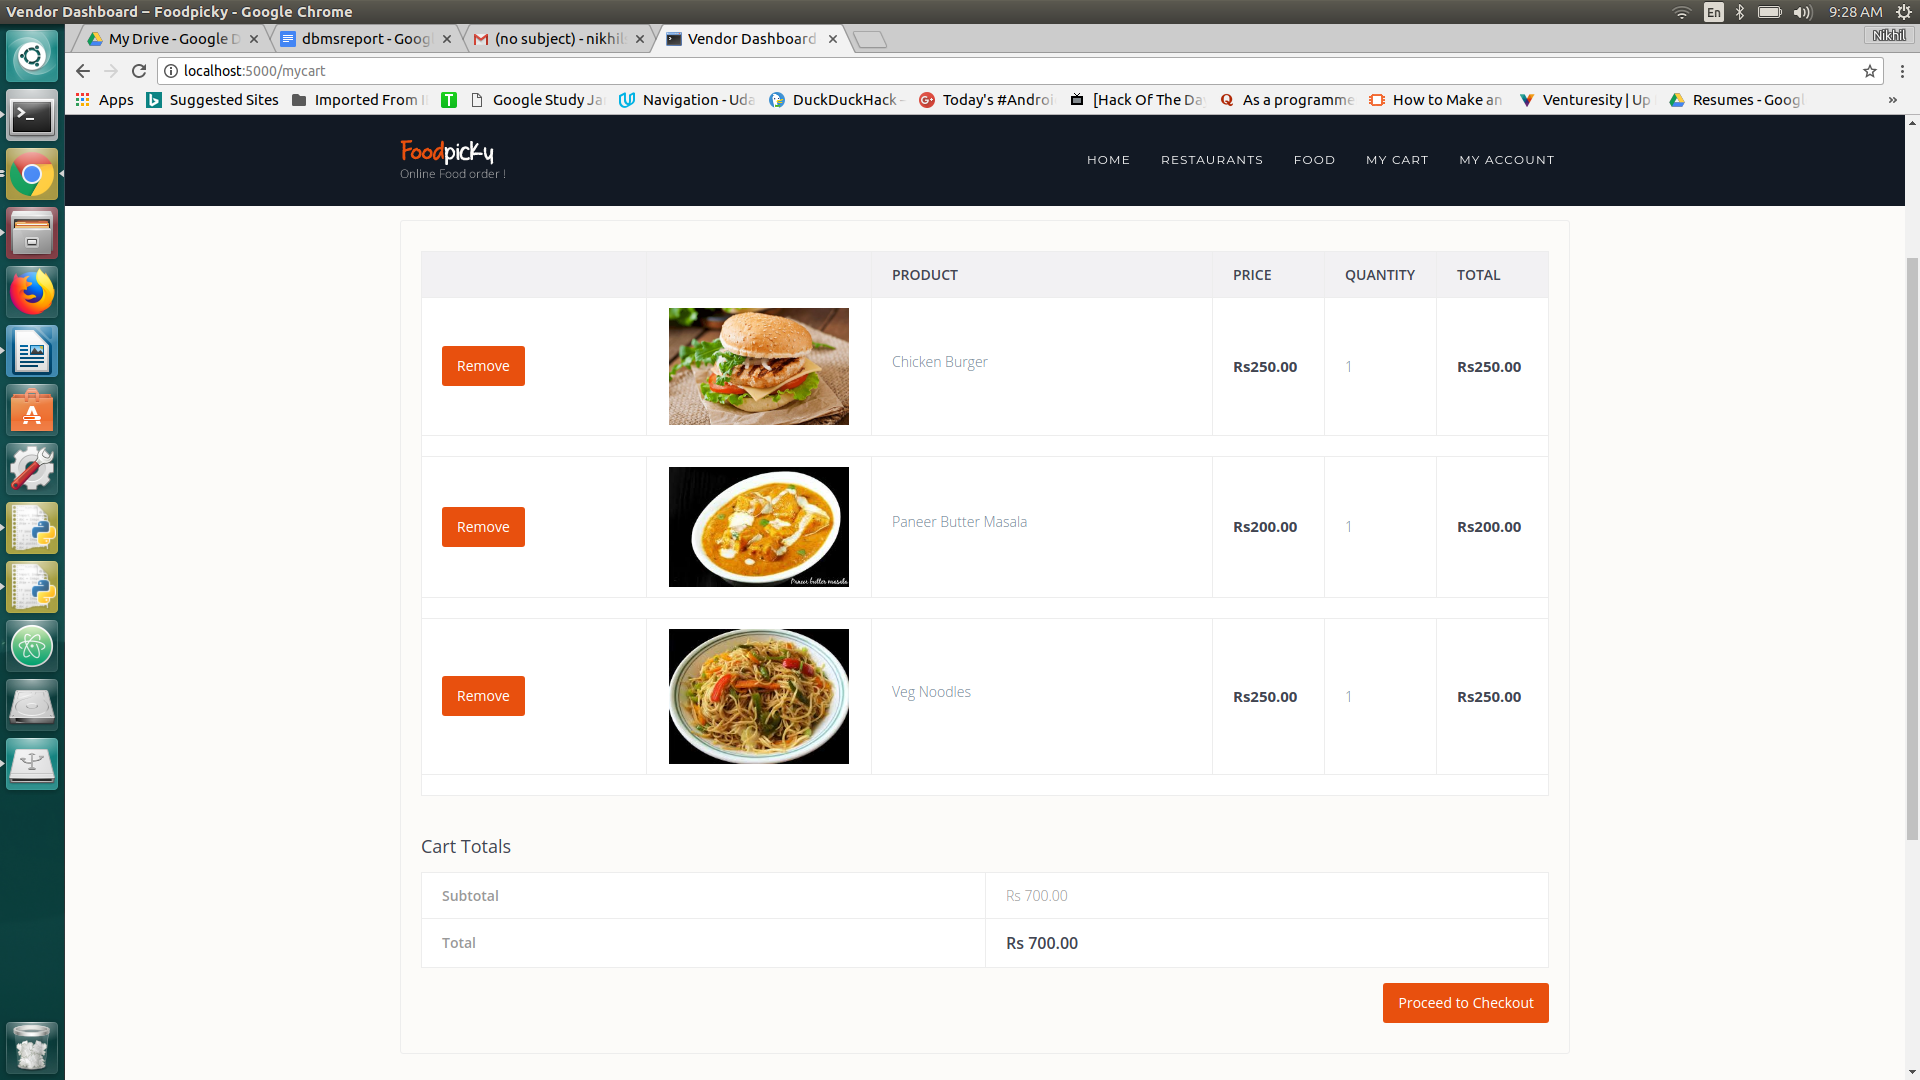 Vendor Dashboard – Foodpicky - Google Chrome
En
9:28 AM
My Drive - Google D
dbmsreport - Goog
(no subject) - nikhil
Vendor Dashboard
Nikhil
localhost:5000/mycart
Apps
Suggested Sites
Imported From I
Google Study Ja
Navigation - Uda
DuckDuckHack -
Today's #Androi
[Hack Of The Da
As a programme
How to Make an
Venturesity | Up
Resumes - Googl
»
Foodpicky
Online Food order !
HOME
RESTAURANTS
FOOD
MY CART
MY ACCOUNT
PRODUCT PRICE QUANTITY TOTAL
Remove Chicken Burger Rs250.00 1 Rs250.00
Remove Paneer Butter Masala Rs200.00 1 Rs200.00
Paneer butter masala
Remove Veg Noodles Rs250.00 1 Rs250.00
Cart Totals
Subtotal Rs 700.00
Total Rs 700.00
Proceed to Checkout